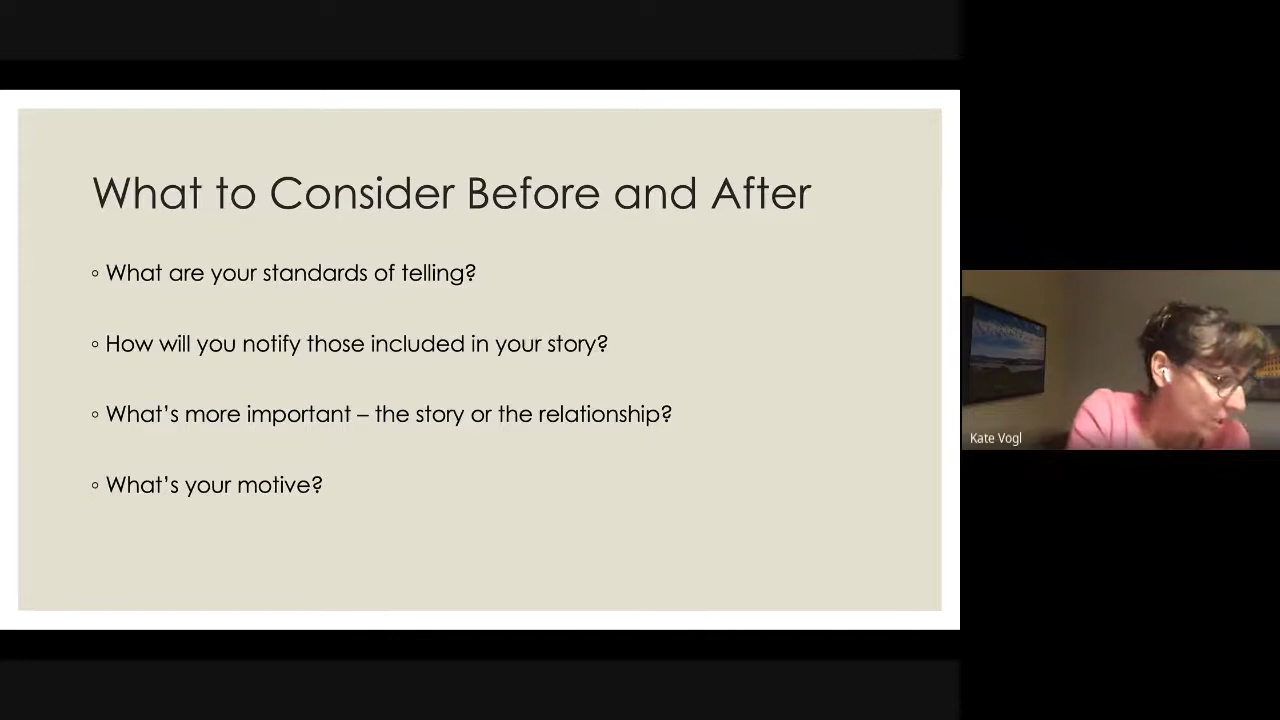 What to Consider Before and After
◦ What are your standards of telling?
◦ How will you notify those included in your story?
◦ What’s more important – the story or the relationship?
◦ What’s your motive?
Kate Vogl